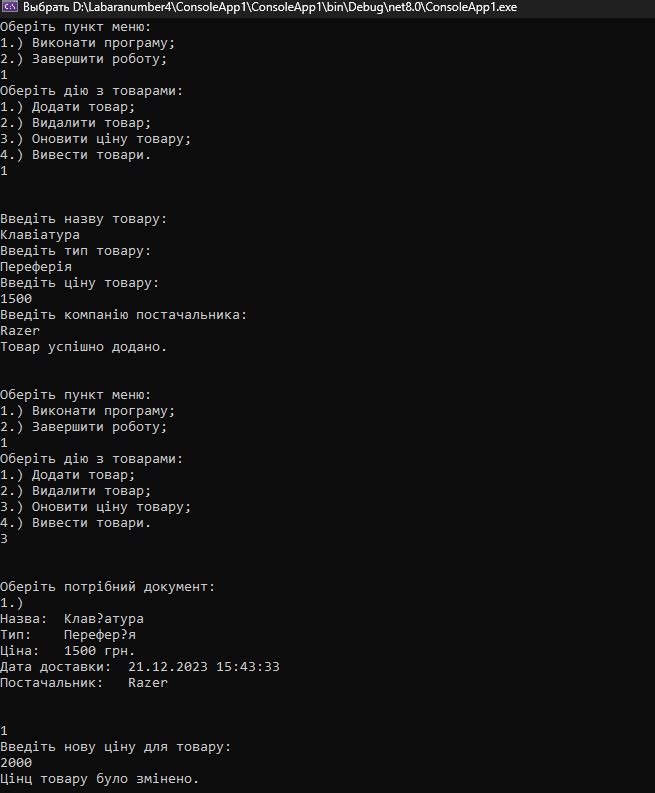 Выбрать D:\Labaranumber4\ConsoleApp1\ConsoleApp1\bin\Debug\net8.0\ConsoleApp1.exe
Оберіть пункт меню:
1.) Виконати програму;
2.) Завершити роботу;
1
Оберіть дію з товарами:
1.) Додати товар;
2.) Видалити товар;
3.) Оновити ціну товару;
4.) Вивести товари.
1
Введіть назву товару:
Клавіатура
Введіть тип товару:
Переферія
Введіть ціну товару:
1500
Введіть компанію постачальника:
Razer
Товар успішно додано.
Оберіть пункт меню:
1.) Виконати програму;
2.) Завершити роботу;
1
Оберіть дію з товарами:
1.) Додати товар;
2.) Видалити товар;
3.) Оновити ціну товару;
4.) Вивести товари.
3
Оберіть потрібний документ:
1.)
Назва:  Клав?атура
Тип:    Перефер?я
Ціна:   1500 грн.
Дата доставки:  21.12.2023 15:43:33
Постачальник:   Razer
1
Введіть нову ціну для товару:
2000
Цінц товару було змінено.